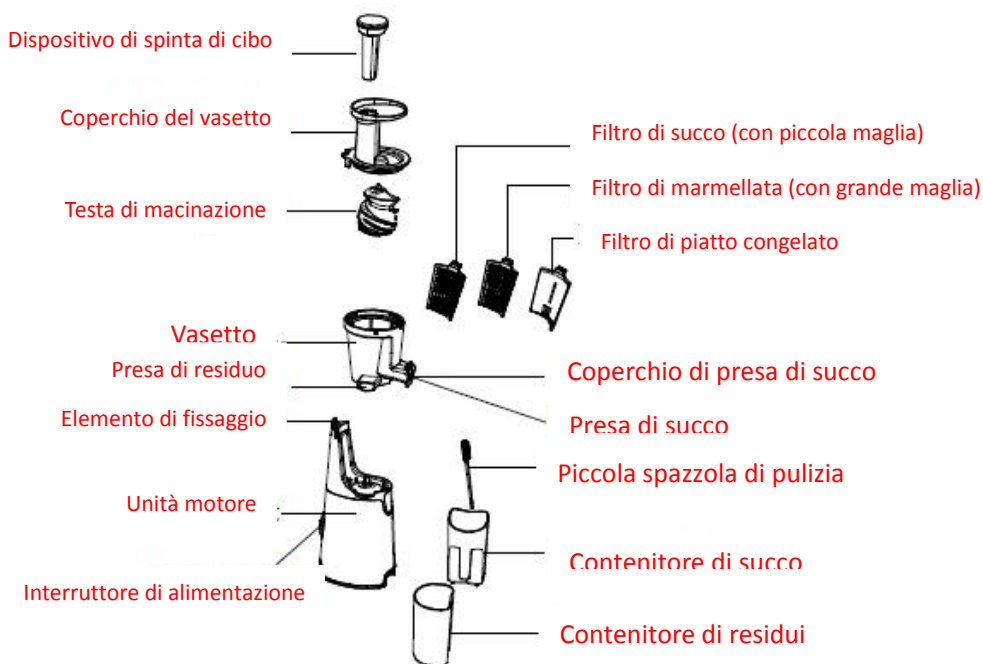 Dispositivo di spinta di cibo
Coperchio del vasetto
Testa di macinazione
Filtro di succo (con piccola maglia)
Filtro di marmellata (con grande maglia)
Filtro di piatto congelato
Vasetto
Presa di residuo
Elemento di fissaggio
Unità motore
Interruttore di alimentazione
Coperchio di presa di succo
Presa di succo
Piccola spazzola di pulizia
Contenitore di succo
Contenitore di residui